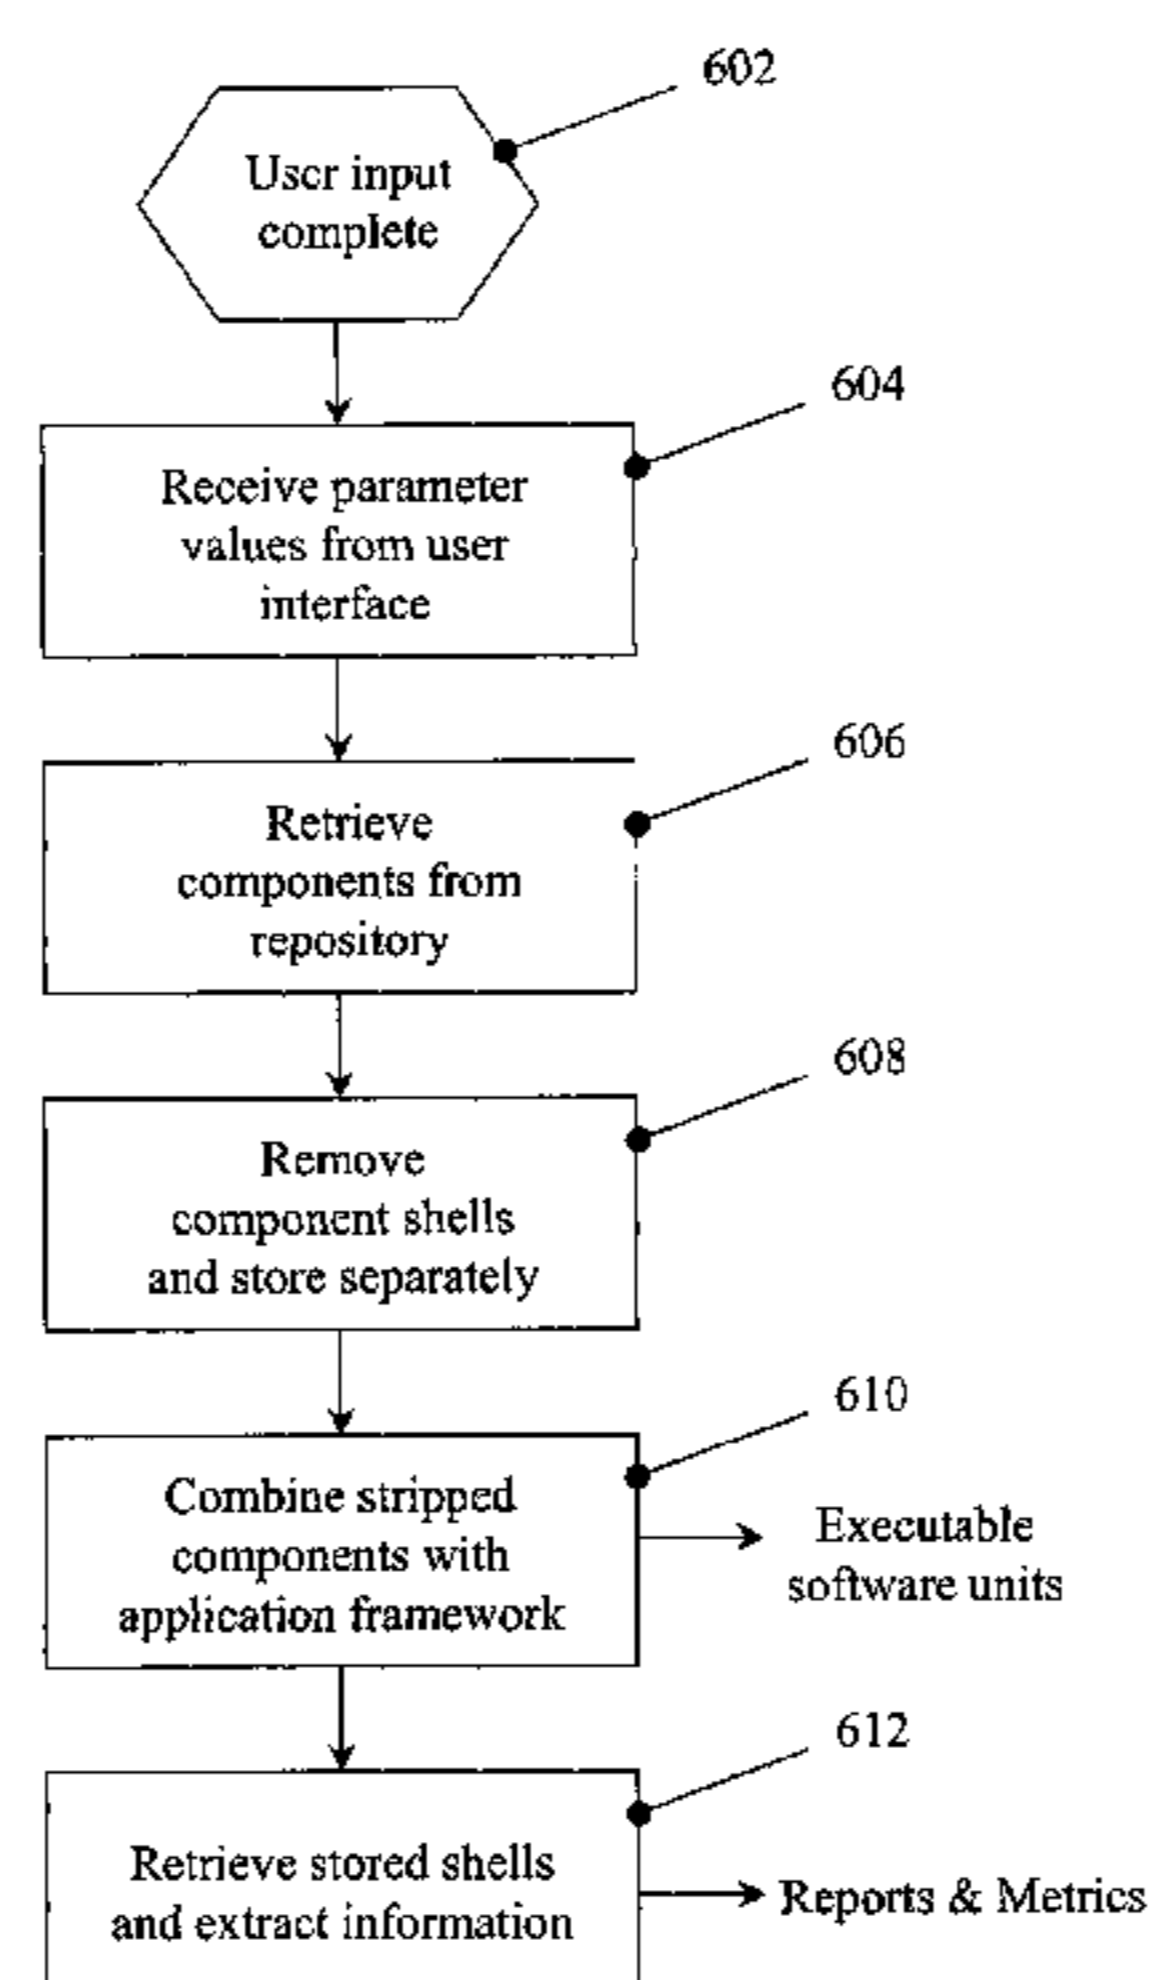 602
User input
complete
604
Receive parameter
values from user
interface
606
Retrieve
components from
repository
608
Remove
component shells
and store separately
610
Combine stripped
components with
application framework
Executable
software units
612
Retrieve stored shells
and extract information
Reports & Metrics